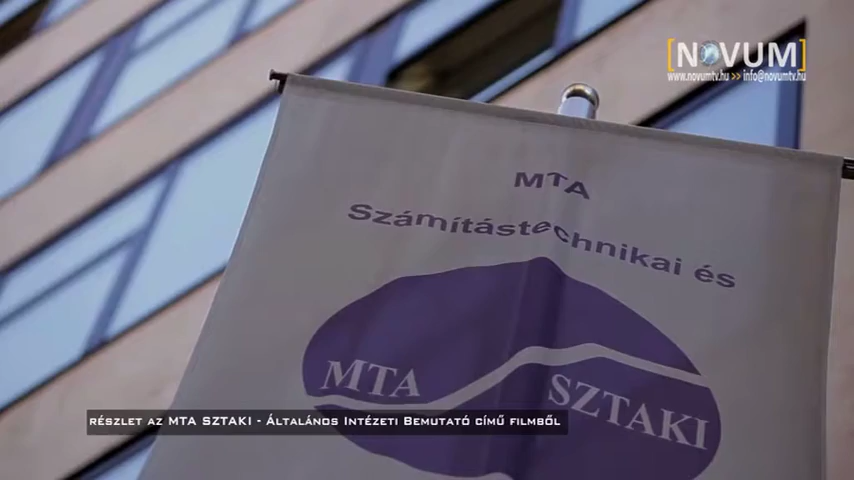 [NOVUM]
www.novumtv.hu >> info@novumtv.hu
MTA
Számítástechnikai és
MTA
SZTAKI
RÉSZLET AZ MTA SZTAKI - ÁLTALÁNOS INTÉZETI BEMUTATÓ CÍMŰ FILMBŐL